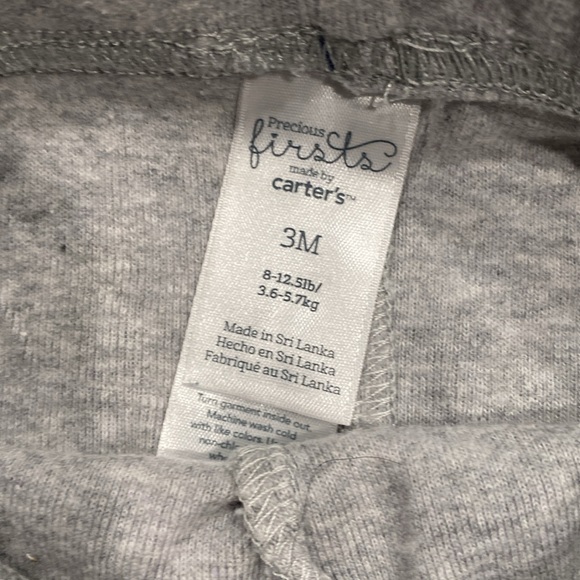 Precious
firsts
made by
carter's™
3M
8-12.5lb/
3.6-5.7kg
Made in Sri Lanka
Hecho en Sri Lanka
Fabriqué au Sri Lanka
Turn garment inside out.
Machine wash cold
with like colors.